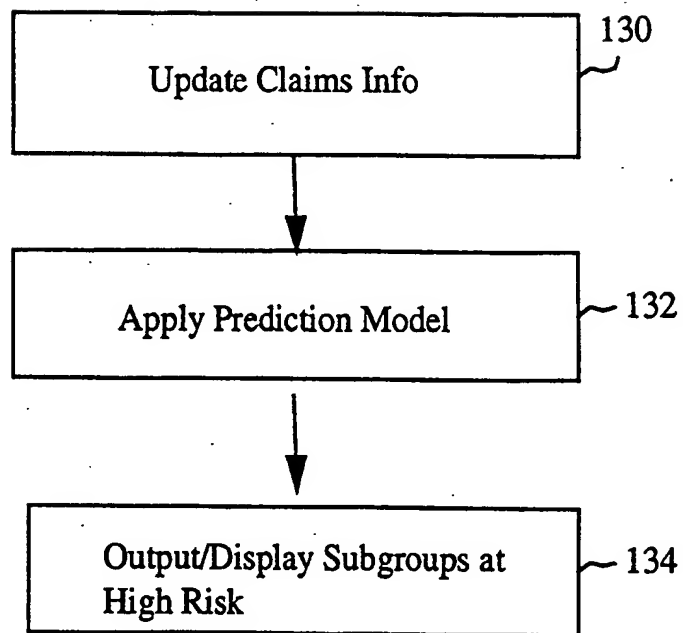 130
Update Claims Info
Apply Prediction Model
132
Output/Display Subgroups at
High Risk
134